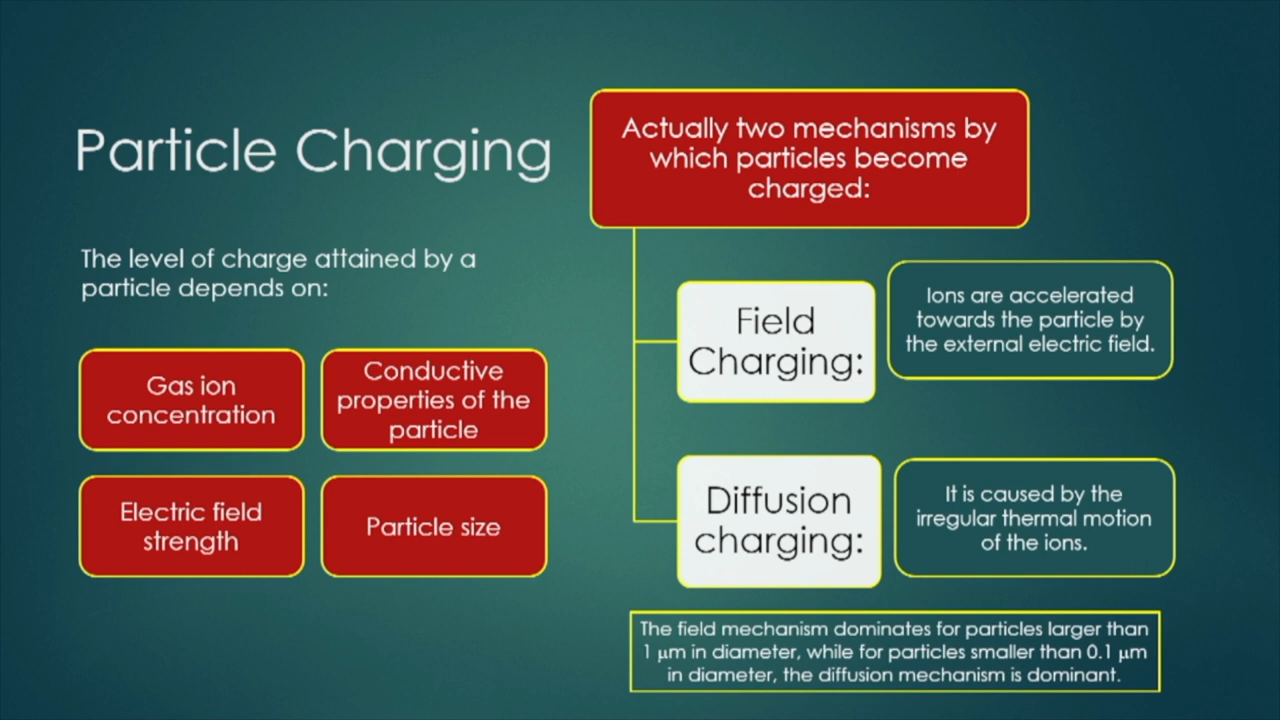 Particle Charging
The level of charge attained by a
particle depends on:
Gas ion
concentration
Conductive
properties of the
particle
Electric field
strength
Particle size
Actually two mechanisms by
which particles become
charged:
Field
Charging:
Ions are accelerated
towards the particle by
the external electric field.
Diffusion
charging:
It is caused by the
irregular thermal motion
of the ions.
The field mechanism dominates for particles larger than
1 μm in diameter, while for particles smaller than 0.1 μm
in diameter, the diffusion mechanism is dominant.